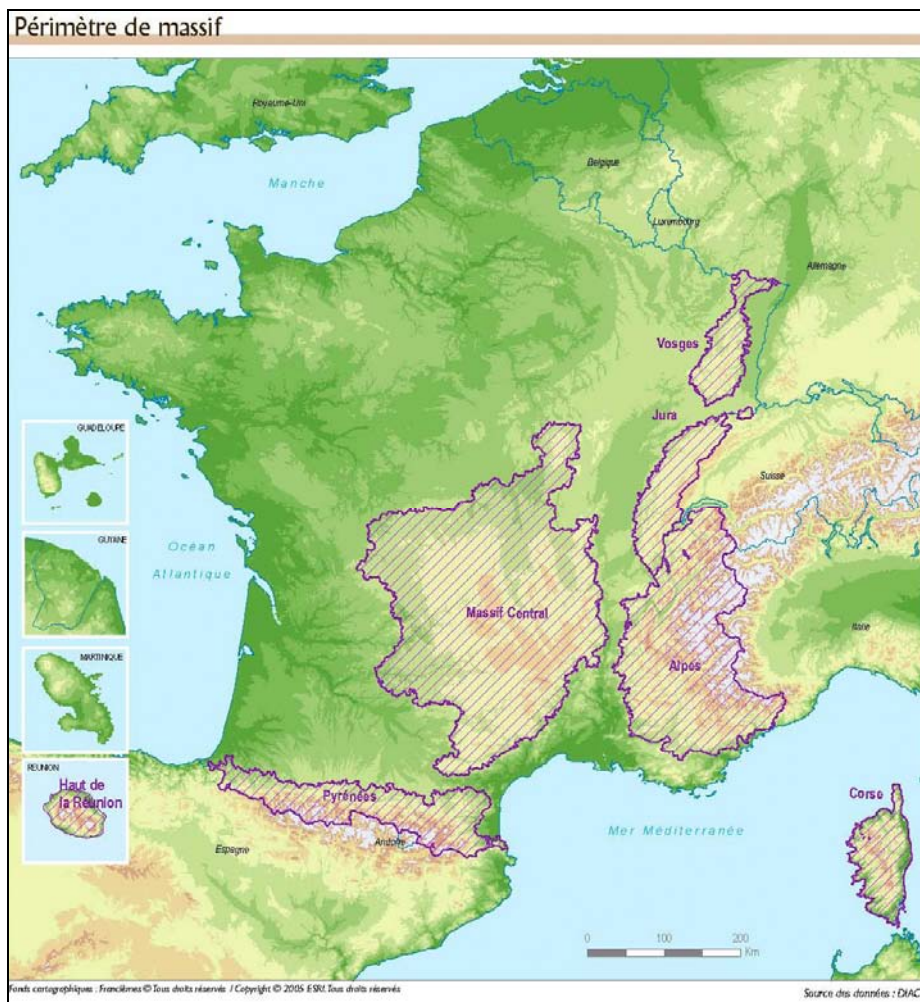 Périmètre de massif
Royaume-Uni
Manche
Belgique
Luxembourg
Allemagne
Vosges
Jura
Suisse
GUADELOUPE
GUYANE
Océan
Atlantique
Massif Central
Italie
MARTINIQUE
Alpes
REUNION
Haut de
la Réunion
Pyrénées
Corse
Mer Méditerranée
Andorre
Espagne
0 100 200
Km
Fonds cartographiques : Francièmes © Tous droits réservés / Copyright © 2005 ESRI. Tous droits réservés
Source des données : DIAC